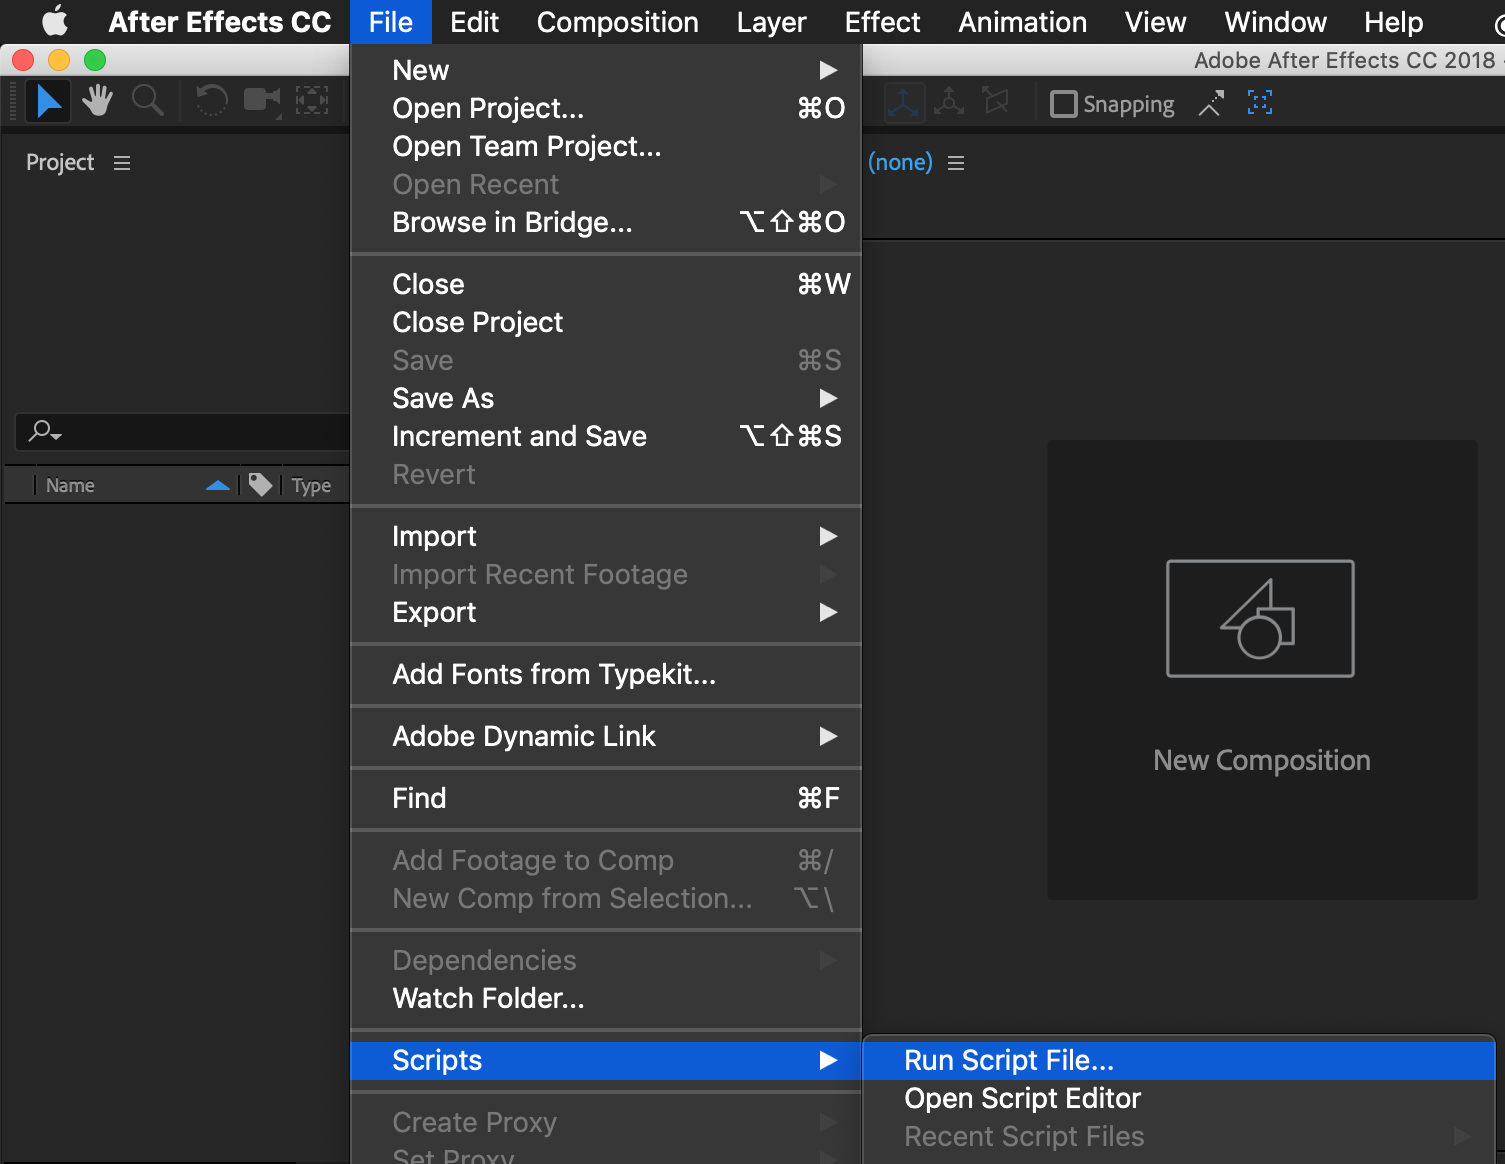 After Effects CC File Edit Composition Layer Effect Animation View Window Help
Adobe After Effects CC 2018 -
Snapping
Project
(none)
Name Type
New
Open Project... ⌘O
Open Team Project...
Open Recent
Browse in Bridge... ⌥⇧⌘O
Close ⌘W
Close Project
Save ⌘S
Save As
Increment and Save ⌥⇧⌘S
Revert
Import
Import Recent Footage
Export
Add Fonts from Typekit...
Adobe Dynamic Link
Find ⌘F
Add Footage to Comp ⌘/
New Comp from Selection... ⌥\
Dependencies
Watch Folder...
Scripts
Create Proxy
Set Proxy
New Composition
Run Script File...
Open Script Editor
Recent Script Files